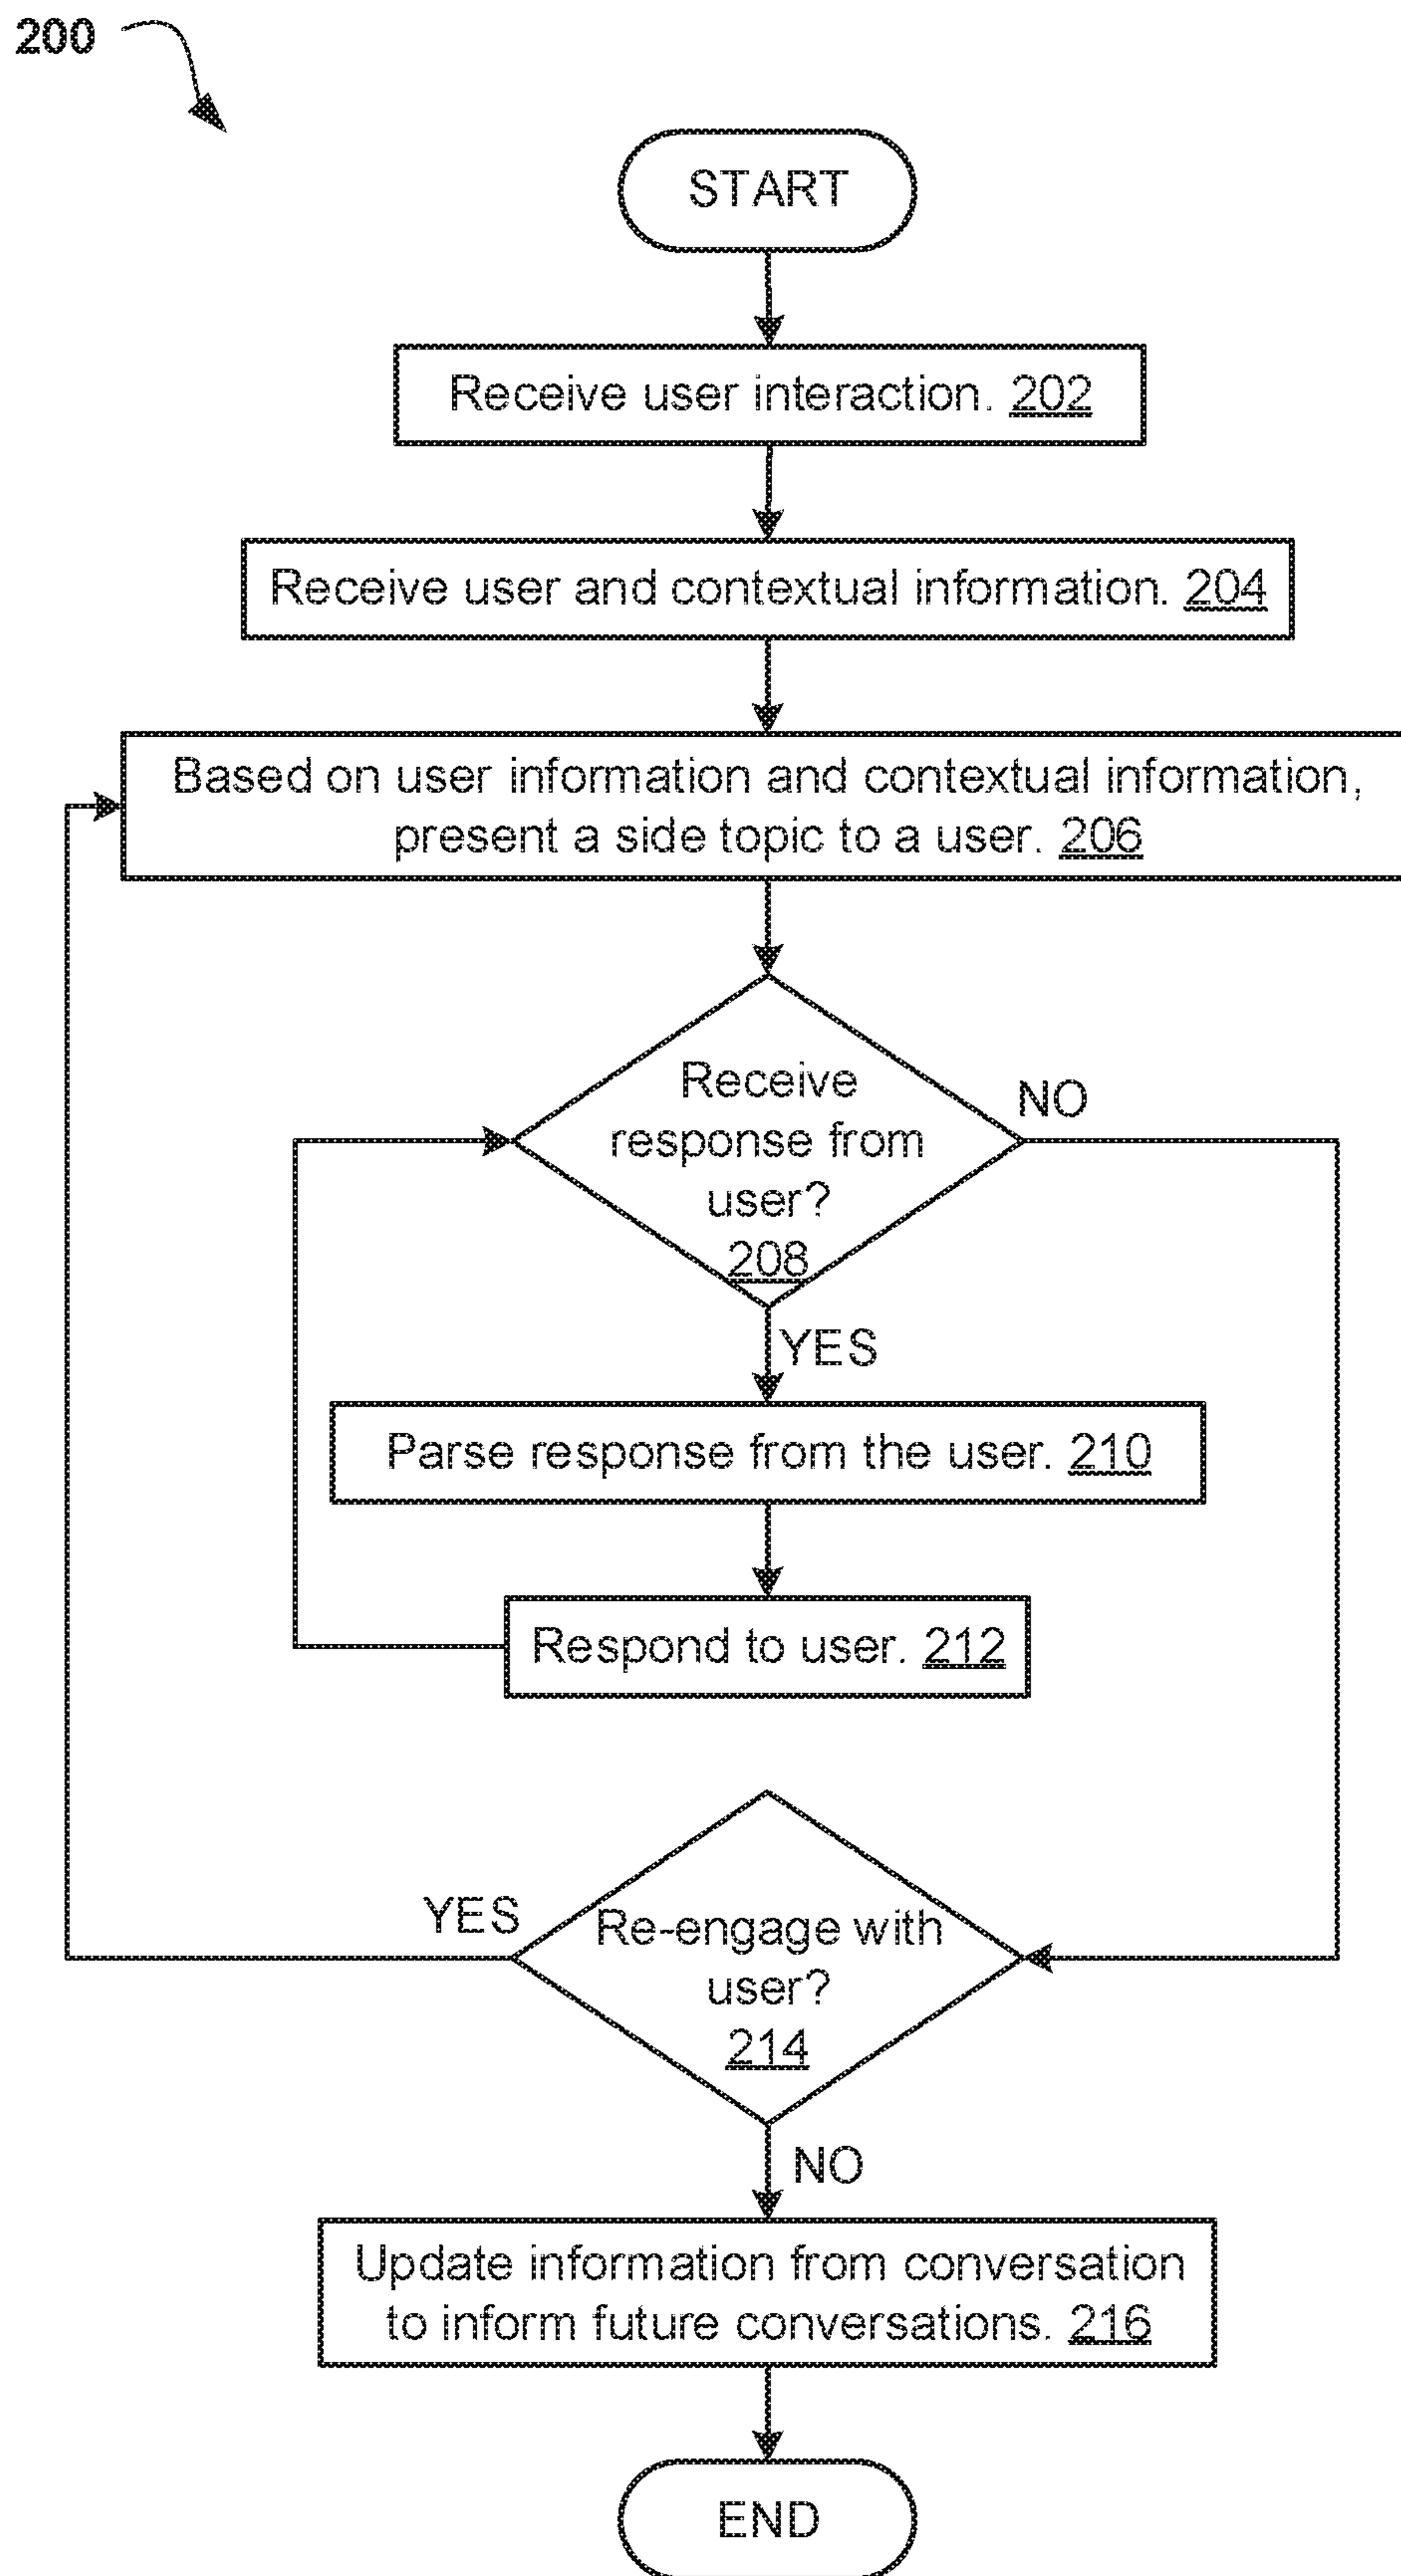 200
START
Receive user interaction. 202
Receive user and contextual information. 204
Based on user information and contextual information,
present a side topic to a user. 206
Receive
response from
user?
208
NO
YES
Parse response from the user. 210
Respond to user. 212
YES
Re-engage with
user?
214
NO
Update information from conversation
to inform future conversations. 216
END